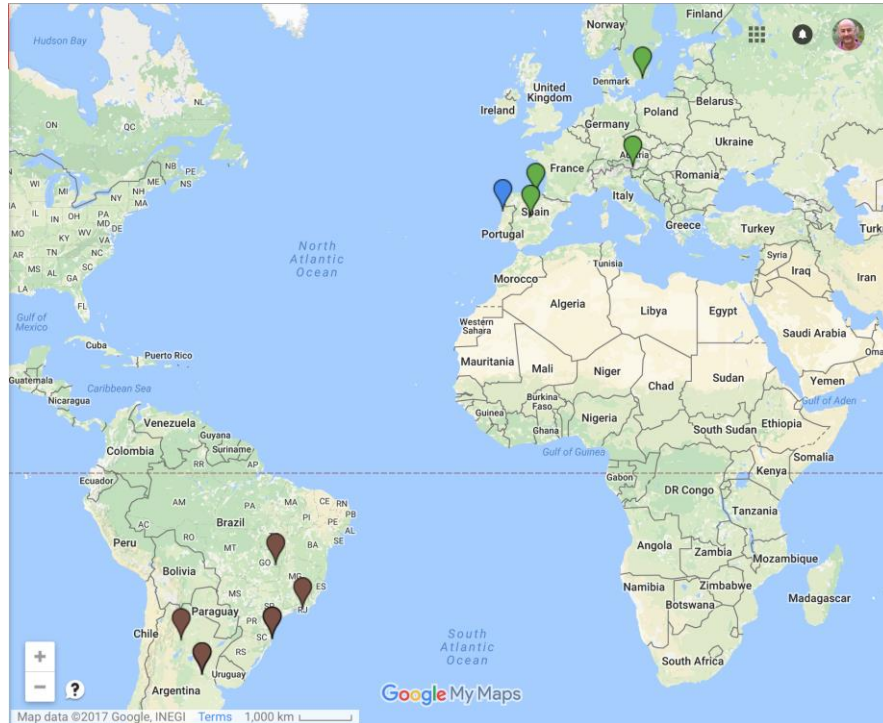 Hudson Bay
Norway
Finland
NL
ON
QC
Denmark
United
Kingdom
Ireland
Poland
Belarus
Germany
Ukraine
NB
PE
NS
WI
MI
IA
IL
IN
OH
PA
MO
KY
WV
MD
DE
AR
TN
NC
SC
MS
AL
GA
LA
FL
France
Austria
Romania
Italy
Spain
Portugal
Greece
Turkey
Turk
North
Atlantic
Ocean
Tunisia
Syria
Iraq
Iran
Morocco
Algeria
Libya
Egypt
Western
Sahara
Saudi Arabia
Oma
Gulf of
Mexico
Cuba
Puerto Rico
Mauritania
Mali
Niger
Chad
Sudan
Yemen
Gulf of Aden
Guatemala
Caribbean Sea
Nicaragua
Burkina
Faso
Guinea
Ghana
Nigeria
South Sudan
Ethiopia
Somalia
Venezuela
Guyana
Suriname
Colombia
RR
AP
Gulf of Guinea
Gabon
Kenya
Ecuador
DR Congo
Tanzania
AM
PA
MA
CE
RN
PB
PI
PE
AL
SE
AC
RO
Brazil
MT
BA
GO
Peru
Bolivia
MG
ES
MS
SP
RJ
Angola
Zambia
Mozambique
Namibia
Zimbabwe
Botswana
Madagascar
Paraguay
PR
SC
RS
Chile
Uruguay
Argentina
South
Atlantic
Ocean
South Africa
+
−
?
Google My Maps
Map data ©2017 Google, INEGI Terms 1,000 km